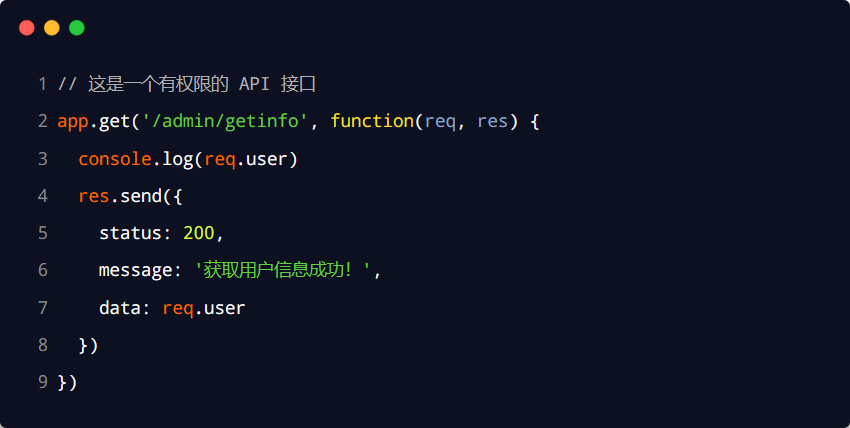 1 // 这是一个有权限的 API 接口
2 app.get('/admin/getinfo', function(req, res) {
3   console.log(req.user)
4   res.send({
5     status: 200,
6     message: '获取用户信息成功！',
7     data: req.user
8   })
9 })